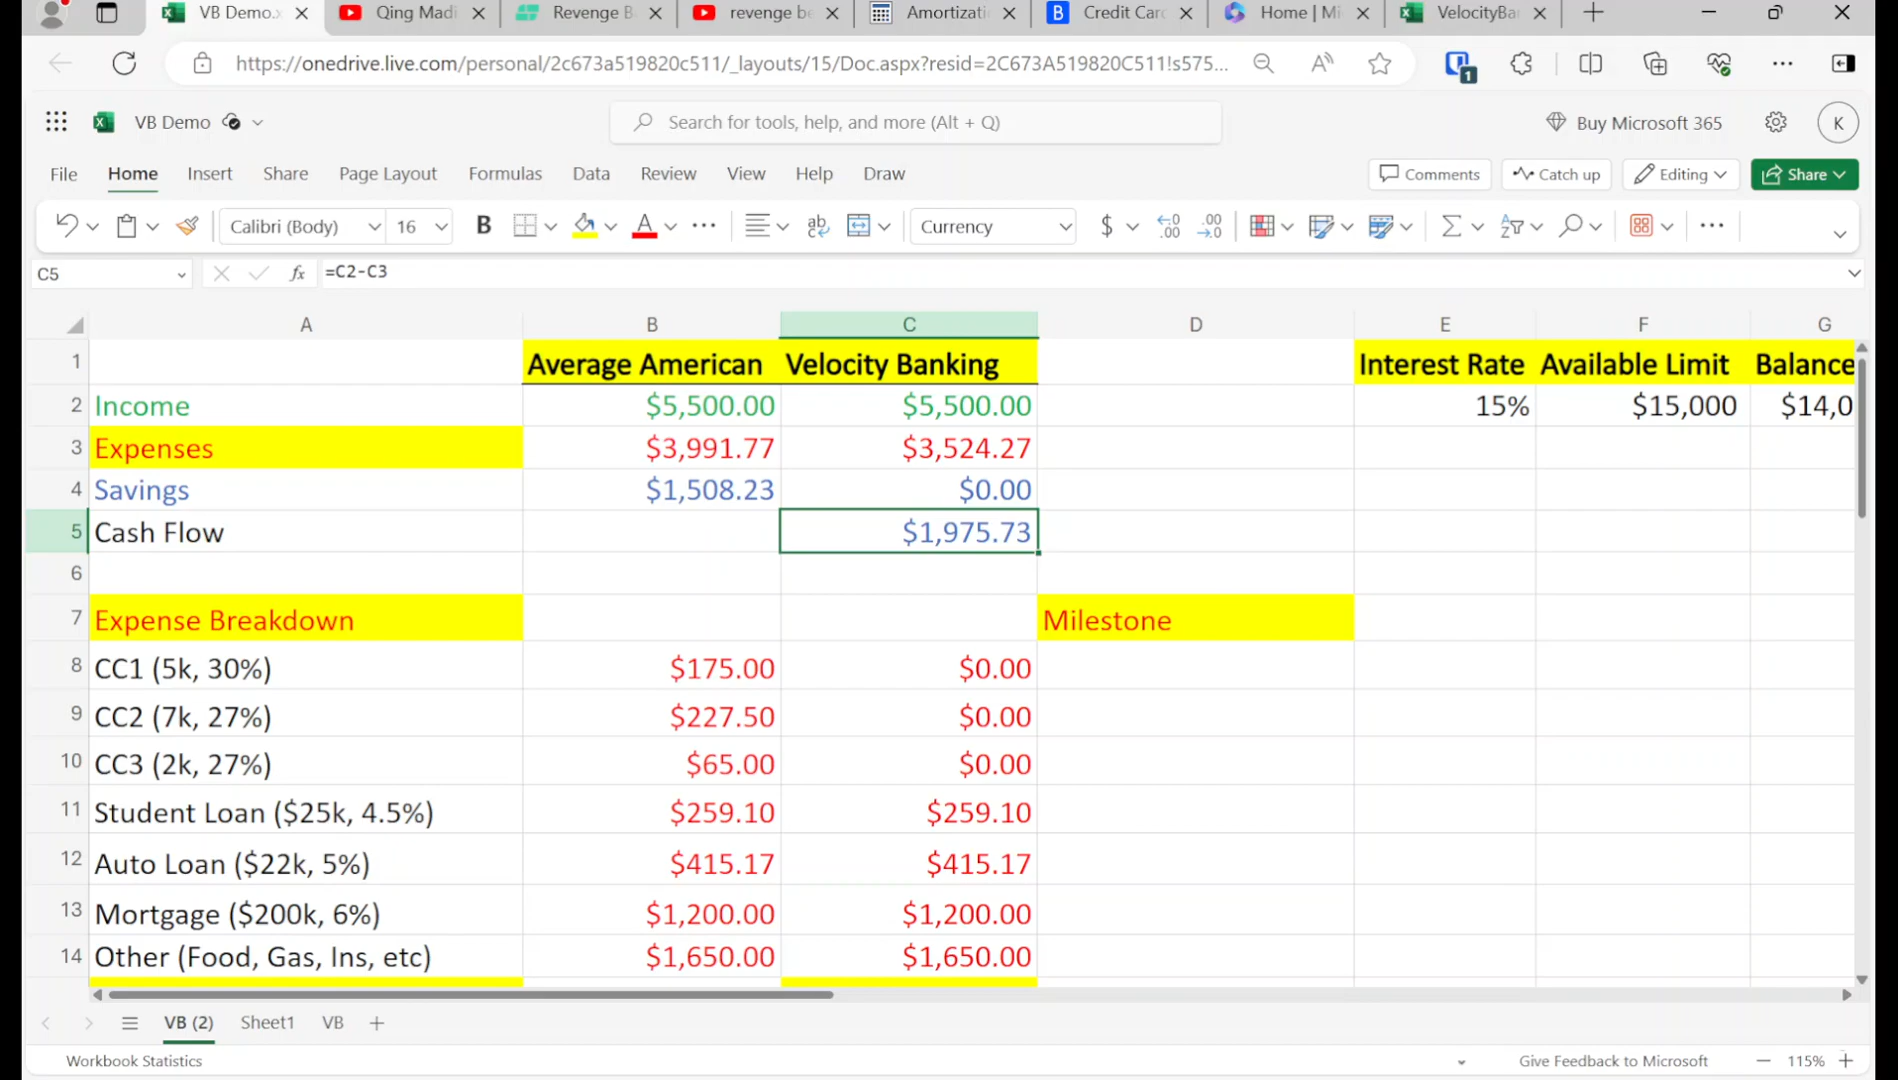 VB Demo.x
Qing Madi
Revenge B
revenge be
Amortizati
Credit Carc
Home | Mi
VelocityBa
https://onedrive.live.com/personal/2c673a519820c511/_layouts/15/Doc.aspx?resid=2C673A519820C511!s575...
1
VB Demo
Search for tools, help, and more (Alt + Q)
Buy Microsoft 365
K
File Home Insert Share Page Layout Formulas Data Review View Help Draw
Comments Catch up Editing Share
Calibri (Body) 16 B Currency $
C5 fx =C2-C3
A B C D E F G
1 Average American Velocity Banking Interest Rate Available Limit Balance
2 Income $5,500.00 $5,500.00 15% $15,000 $14,0
3 Expenses $3,991.77 $3,524.27
4 Savings $1,508.23 $0.00
5 Cash Flow $1,975.73
6
7 Expense Breakdown Milestone
8 CC1 (5k, 30%) $175.00 $0.00
9 CC2 (7k, 27%) $227.50 $0.00
10 CC3 (2k, 27%) $65.00 $0.00
11 Student Loan ($25k, 4.5%) $259.10 $259.10
12 Auto Loan ($22k, 5%) $415.17 $415.17
13 Mortgage ($200k, 6%) $1,200.00 $1,200.00
14 Other (Food, Gas, Ins, etc) $1,650.00 $1,650.00
VB (2) Sheet1 VB
Workbook Statistics Give Feedback to Microsoft 115%